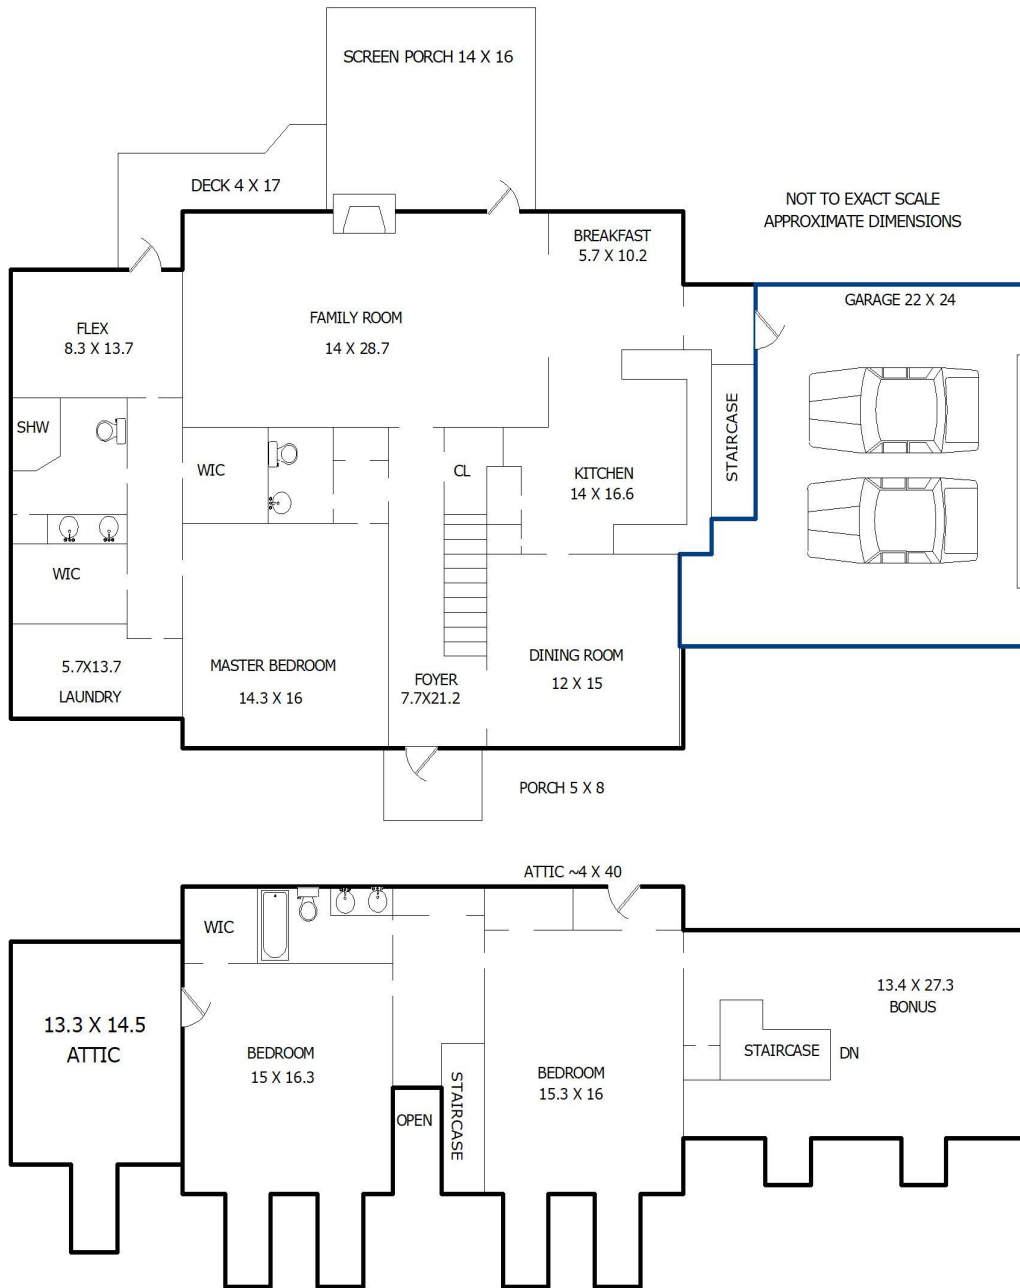 SCREEN PORCH 14 X 16
DECK 4 X 17
NOT TO EXACT SCALE
APPROXIMATE DIMENSIONS
BREAKFAST
5.7 X 10.2
GARAGE 22 X 24
FAMILY ROOM
14 X 28.7
FLEX
8.3 X 13.7
SHW
WIC
CL
KITCHEN
14 X 16.6
STAIRCASE
WIC
5.7X13.7
LAUNDRY
MASTER BEDROOM
14.3 X 16
FOYER
7.7X21.2
DINING ROOM
12 X 15
PORCH 5 X 8
ATTIC ~4 X 40
WIC
13.3 X 14.5
ATTIC
BEDROOM
15 X 16.3
OPEN
STAIRCASE
BEDROOM
15.3 X 16
STAIRCASE
DN
13.4 X 27.3
BONUS